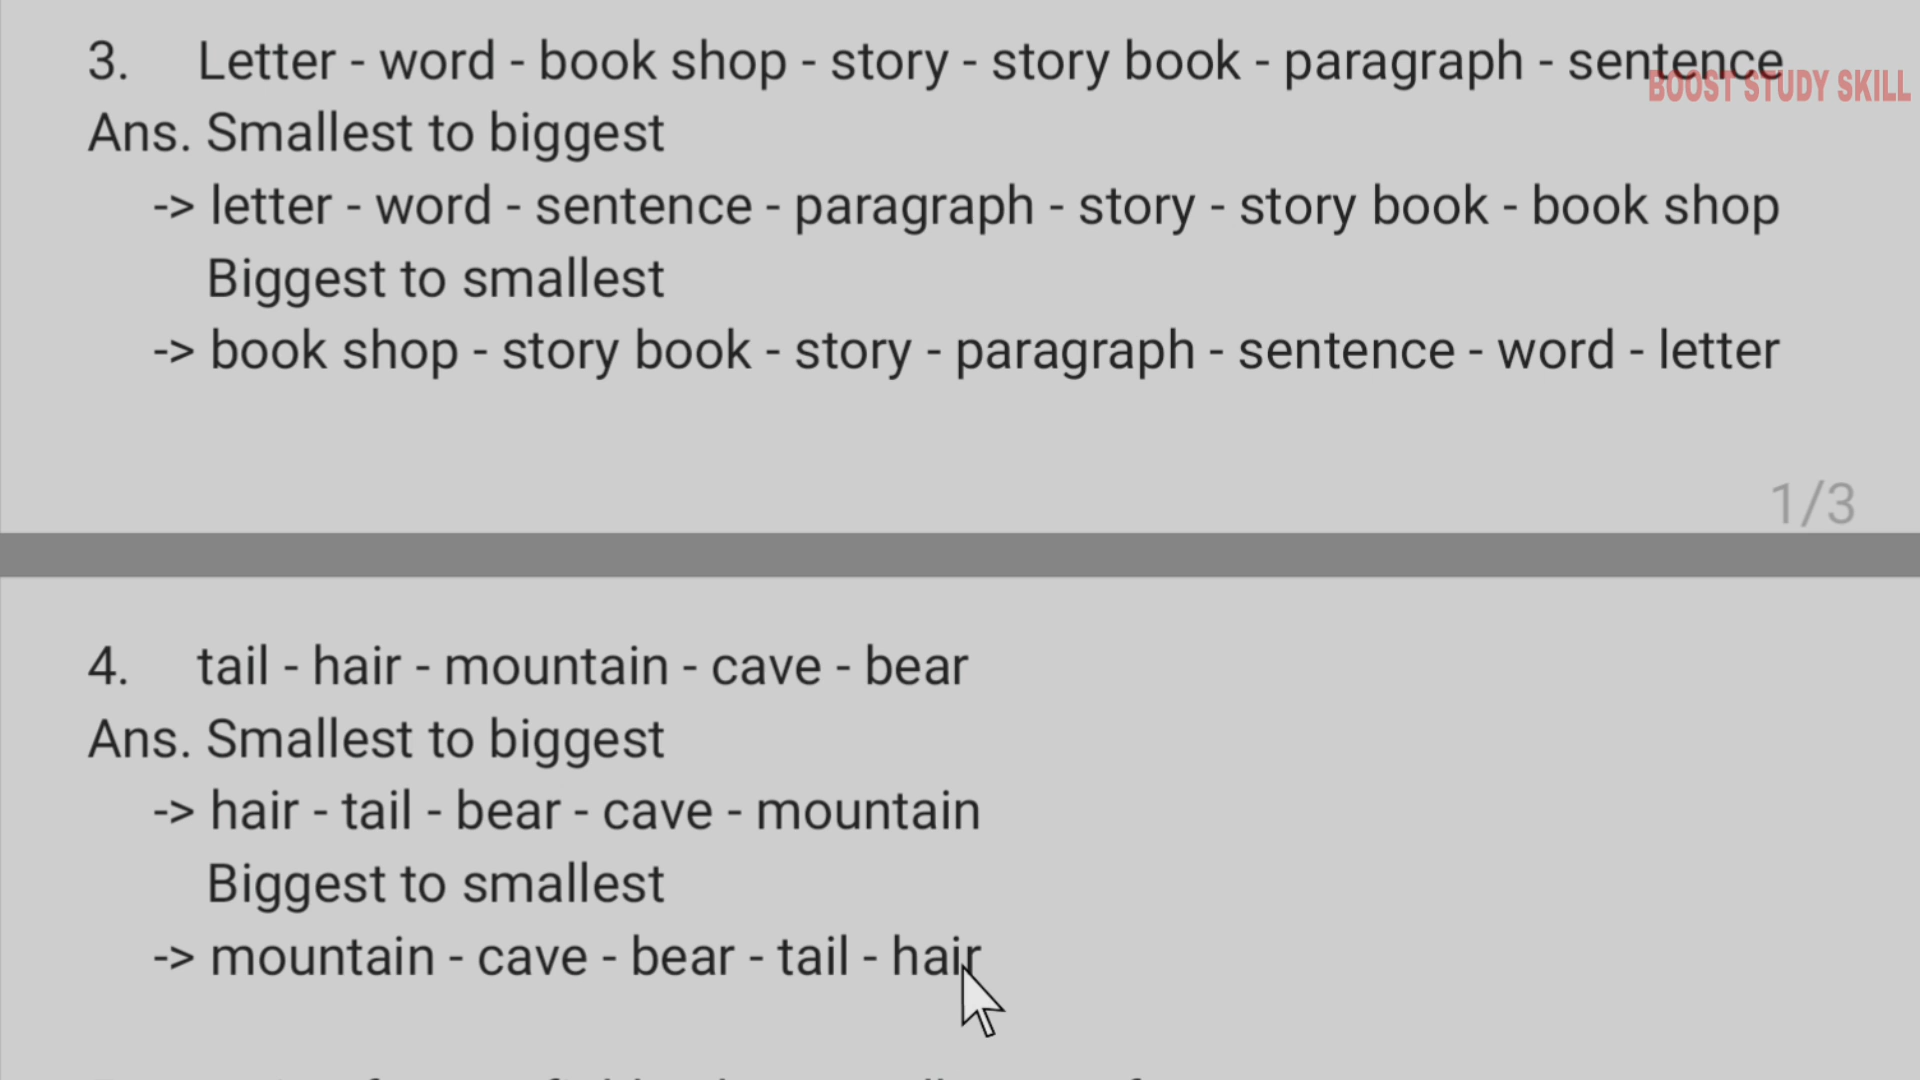 3. Letter - word - book shop - story - story book - paragraph - sentence
BOOST STUDY SKILL
Ans. Smallest to biggest
-> letter - word - sentence - paragraph - story - story book - book shop
Biggest to smallest
-> book shop - story book - story - paragraph - sentence - word - letter
1/3
4. tail - hair - mountain - cave - bear
Ans. Smallest to biggest
-> hair - tail - bear - cave - mountain
Biggest to smallest
-> mountain - cave - bear - tail - hair